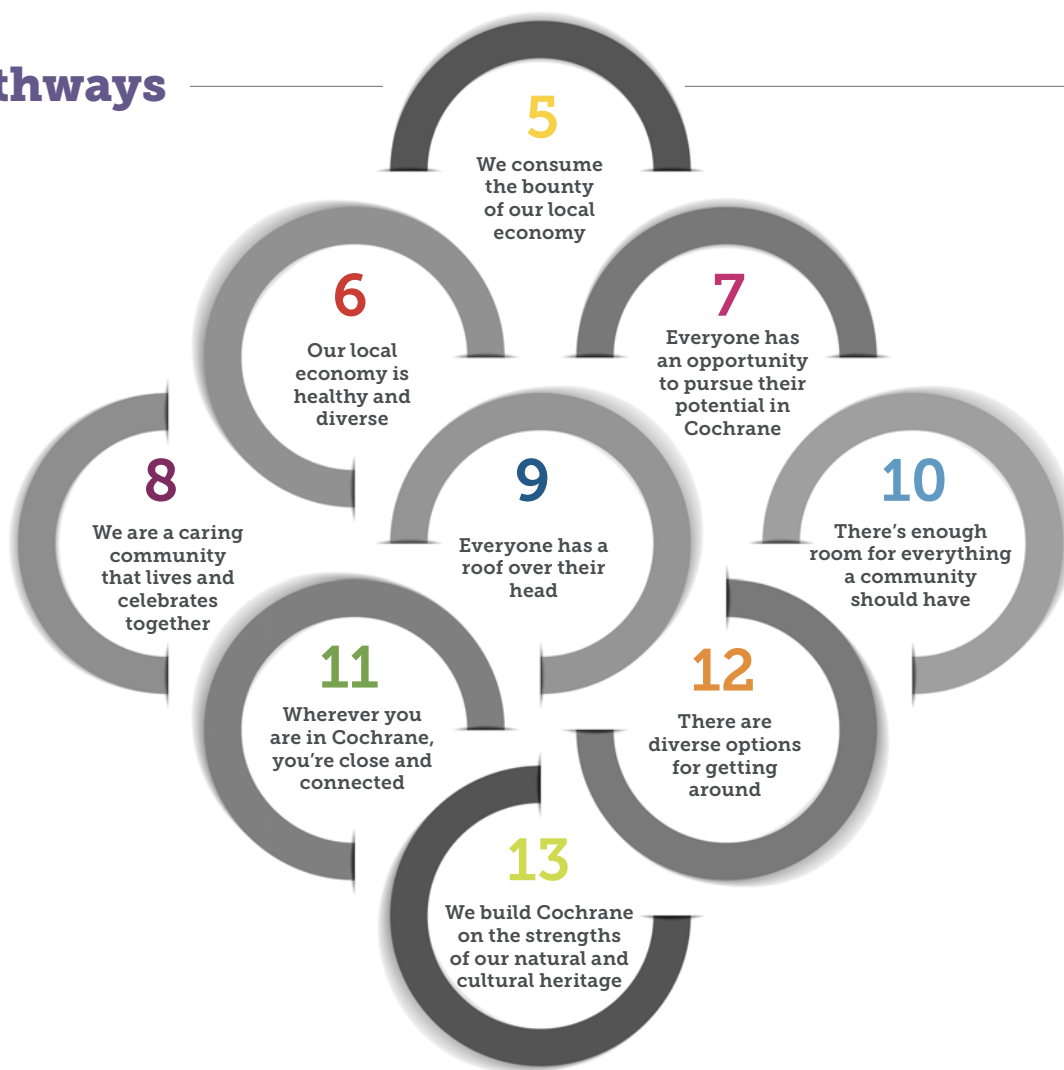 thways
5
We consume
the bounty
of our local
economy
6
Our local
economy is
healthy and
diverse
7
Everyone has
an opportunity
to pursue their
potential in
Cochrane
8
We are a caring
community
that lives and
celebrates
together
9
Everyone has a
roof over their
head
10
There's enough
room for everything
a community
should have
11
Wherever you
are in Cochrane,
you're close and
connected
12
There are
diverse options
for getting
around
13
We build Cochrane
on the strengths
of our natural and
cultural heritage